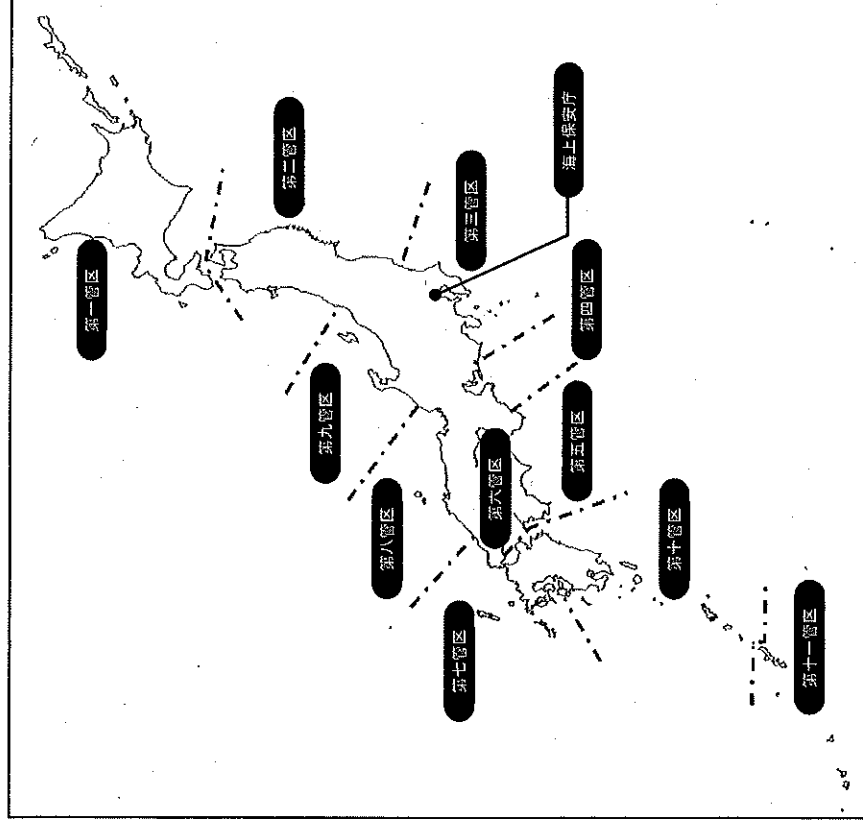 第一管区
第二管区
第三管区
海上保安庁
第四管区
第五管区
第六管区
第七管区
第八管区
第九管区
第十管区
第十一管区